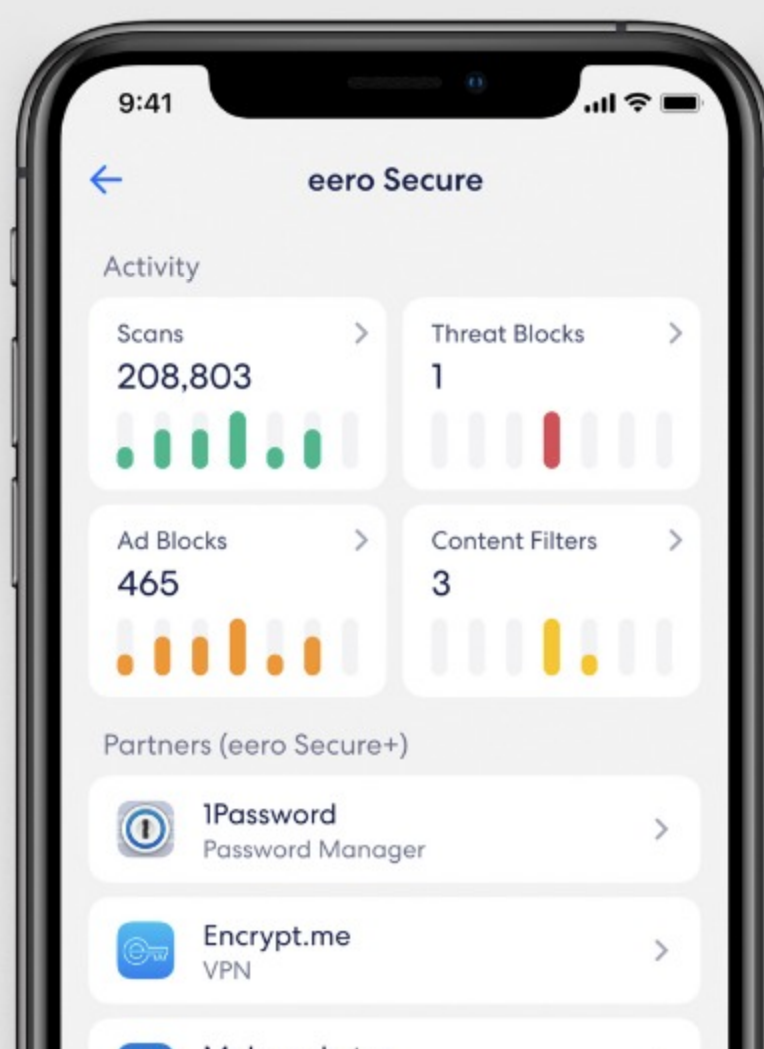 9:41
eero Secure
Activity
Scans
208,803
Threat Blocks
1
Ad Blocks
465
Content Filters
3
Partners (eero Secure+)
1Password
Password Manager
Encrypt.me
VPN